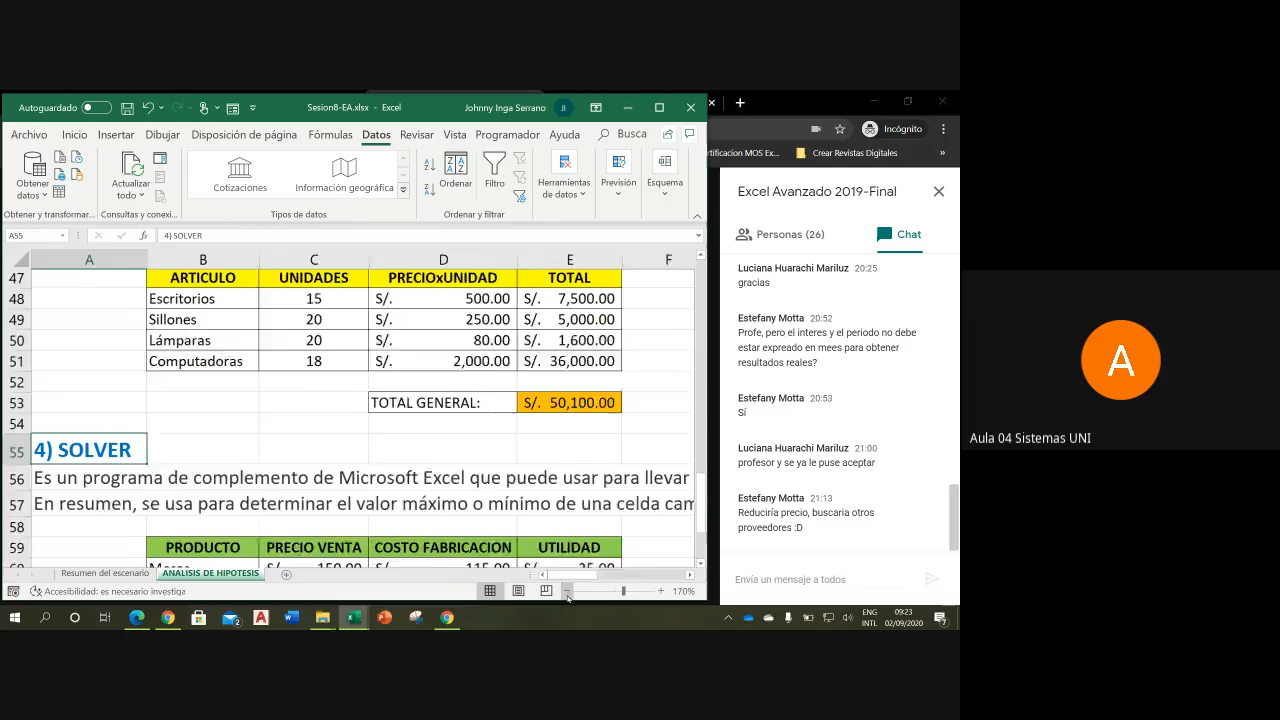 Autoguardado
Sesion8-EA.xlsx - Excel
Johnny Inga Serrano
JI
Archivo Inicio Insertar Dibujar Disposición de página Fórmulas Datos Revisar Vista Programador Ayuda Busca
Obtener datos
Actualizar todo
Cotizaciones
Información geográfica
Ordenar
Filtro
Herramientas de datos
Previsión
Esquema
Obtener y transformar...
Consultas y conexi...
Tipos de datos
Ordenar y filtrar
A55
fx
4) SOLVER
A B C D E F
47 ARTICULO UNIDADES PRECIOxUNIDAD TOTAL
48 Escritorios 15 S/. 500.00 S/. 7,500.00
49 Sillones 20 S/. 250.00 S/. 5,000.00
50 Lámparas 20 S/. 80.00 S/. 1,600.00
51 Computadoras 18 S/. 2,000.00 S/. 36,000.00
52
53 TOTAL GENERAL: S/. 50,100.00
54
55 4) SOLVER
56 Es un programa de complemento de Microsoft Excel que puede usar para llevar
57 En resumen, se usa para determinar el valor máximo o mínimo de una celda cam
58
59 PRODUCTO PRECIO VENTA COSTO FABRICACION UTILIDAD
Resumen del escenario
ANALISIS DE HIPOTESIS
Accesibilidad: es necesario investiga
170%
Incógnito
rtificacion MOS Ex...
Crear Revistas Digitales
»
Excel Avanzado 2019-Final
Personas (26)
Chat
Luciana Huarachi Mariluz 20:25
gracias
Estefany Motta 20:52
Profe, pero el interes y el periodo no debe
estar expreado en mees para obtener
resultados reales?
Estefany Motta 20:53
Sí
Luciana Huarachi Mariluz 21:00
profesor y se ya le puse aceptar
Estefany Motta 21:13
Reduciría precio, buscaria otros
proveedores :D
Envía un mensaje a todos
ENG
INTL
09:23
02/09/2020
A
Aula 04 Sistemas UNI